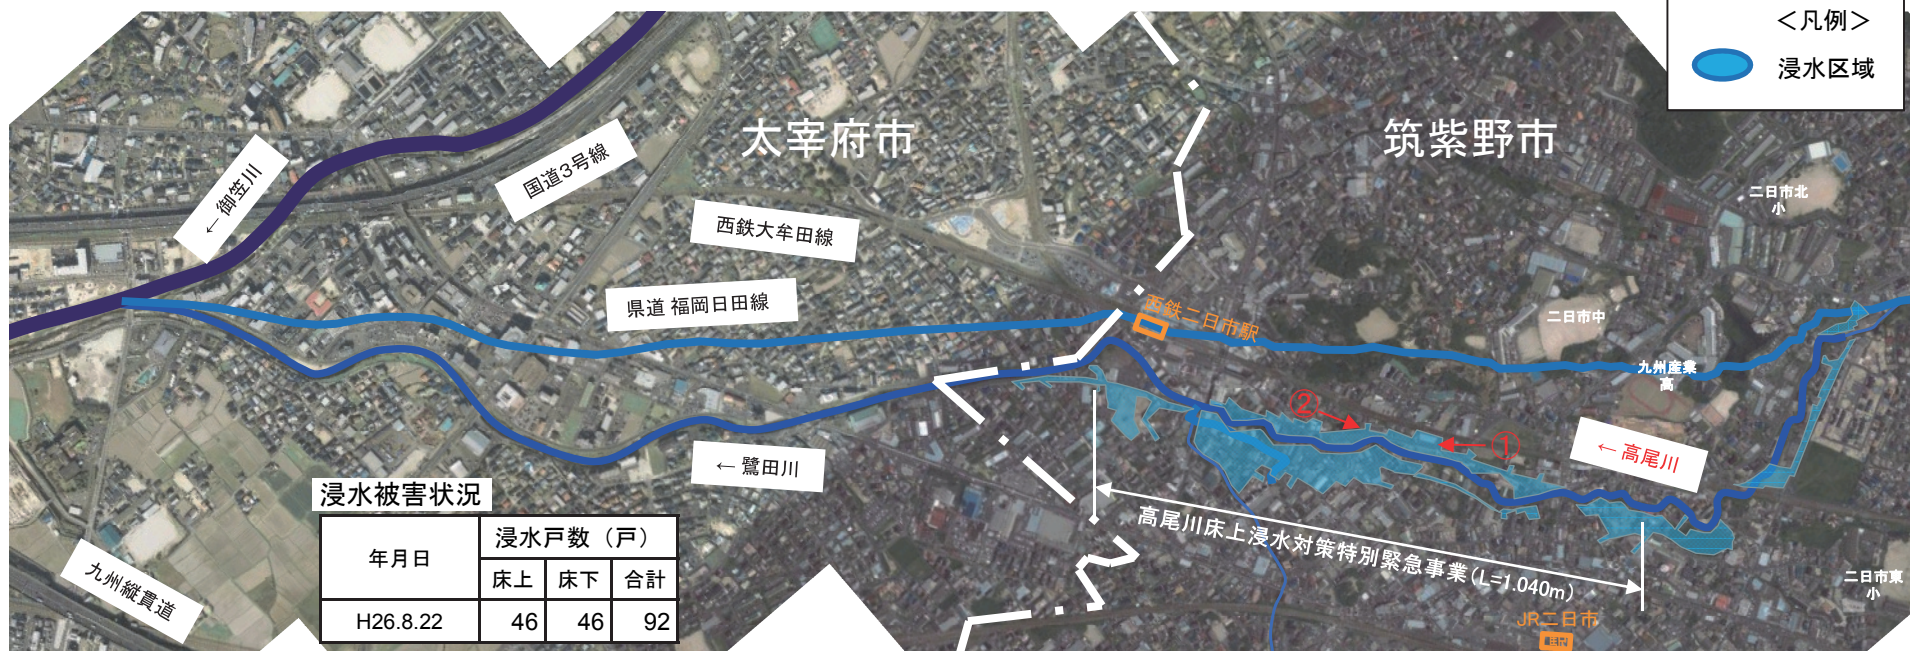 ＜凡例＞
浸水区域
太宰府市
筑紫野市
← 御笠川
国道3号線
西鉄大牟田線
県道 福岡日田線
西鉄二日市駅
二日市北
小
二日市中
九州産業
高
②
①
← 高尾川
← 鷺田川
高尾川床上浸水対策特別緊急事業（L=1.040m）
二日市東
小
JR二日市
駅
九州縦貫道
浸水被害状況
年月日 浸水戸数（戸）
床上 床下 合計
H26.8.22 46 46 92